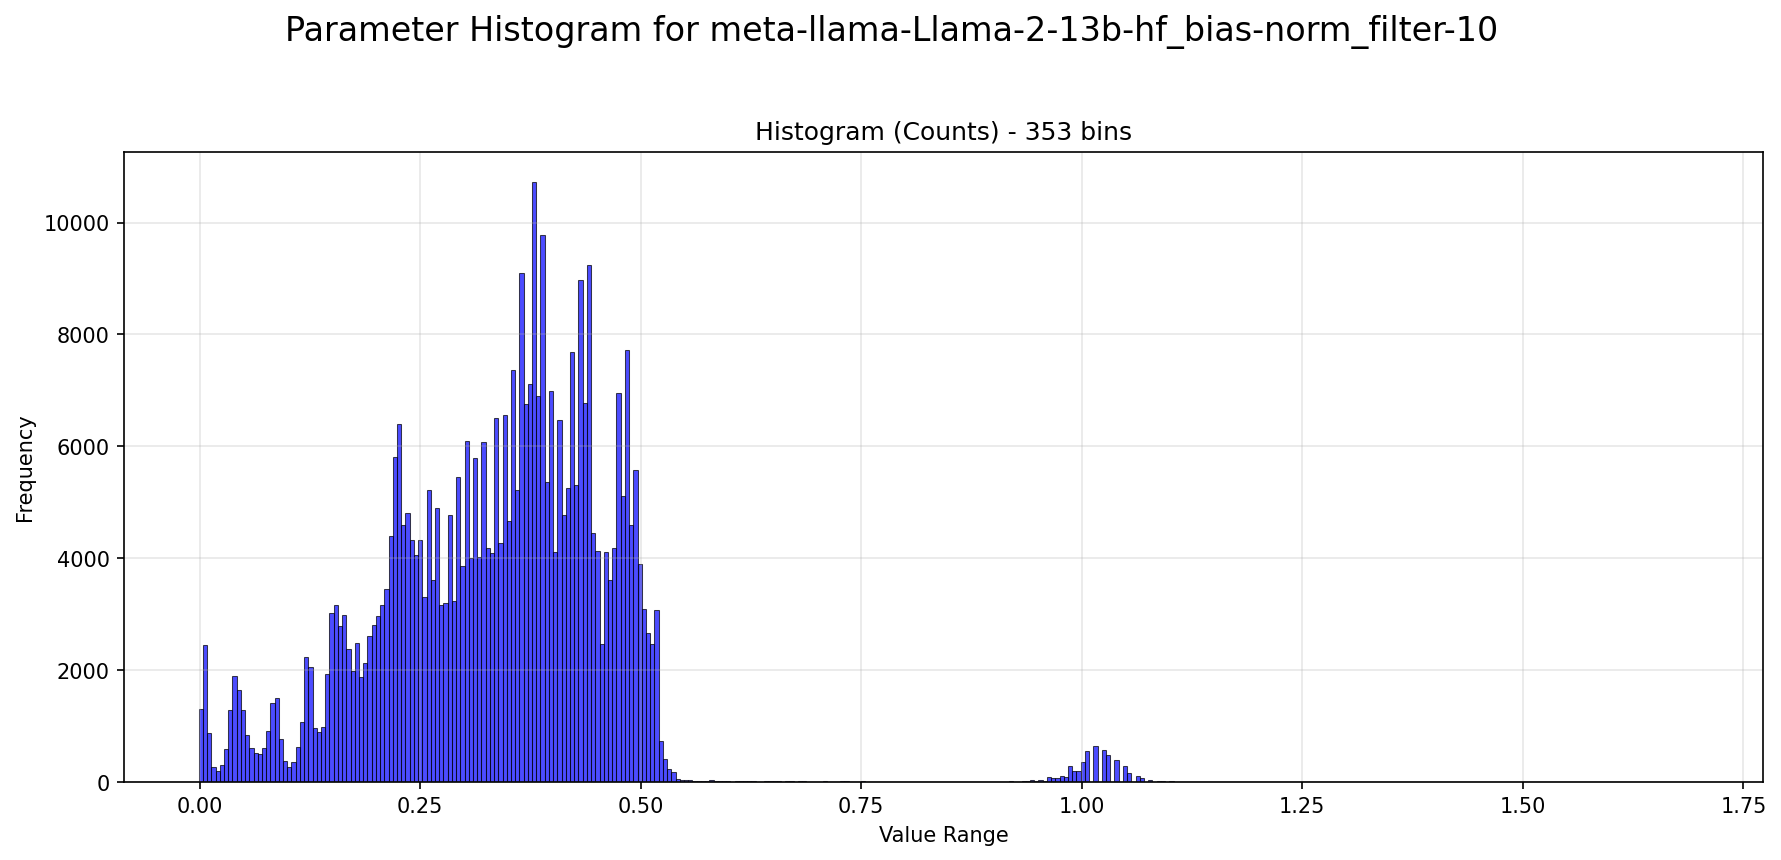 Parameter Histogram for meta-llama-Llama-2-13b-hf_bias-norm_filter-10
Histogram (Counts) - 353 bins
10000
8000
6000
4000
2000
0
Frequency
0.00 0.25 0.50 0.75 1.00 1.25 1.50 1.75
Value Range